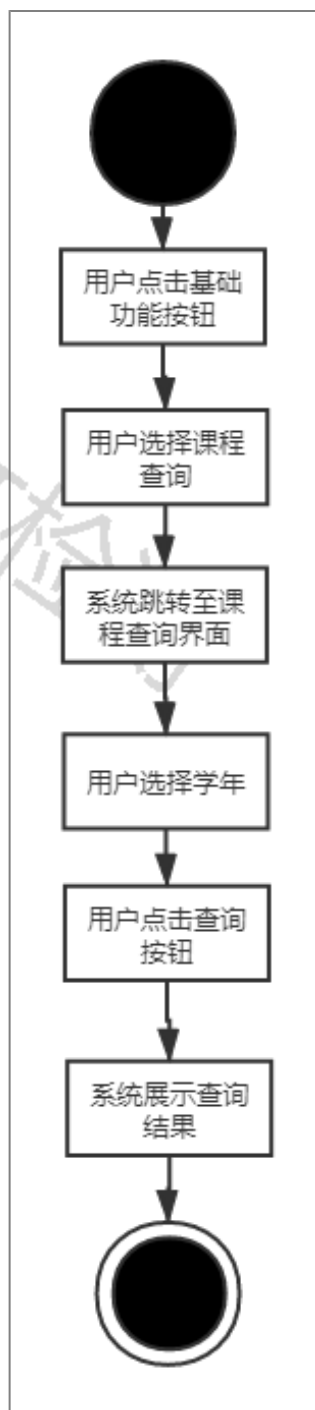 用户点击基础
功能按钮
用户选择课程
查询
系统跳转至课
程查询界面
用户选择学年
用户点击查询
按钮
系统展示查询
结果